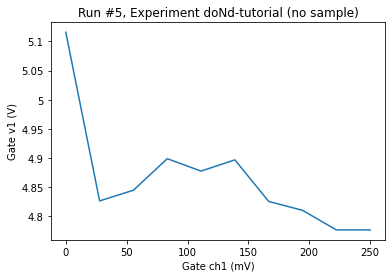 Run #5, Experiment doNd-tutorial (no sample)
5.1
5.05
5
4.95
4.9
4.85
4.8
Gate v1 (V)
0 50 100 150 200 250
Gate ch1 (mV)